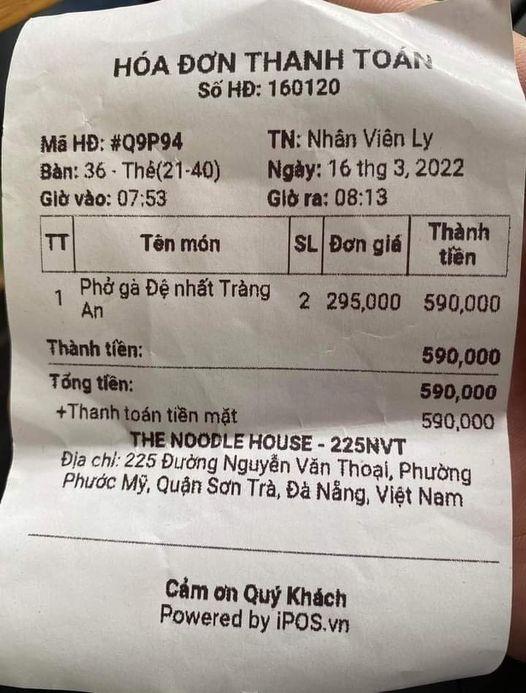 HÓA ĐƠN THANH TOÁN
Số HĐ: 160120
Mã HĐ: #Q9P94 TN: Nhân Viên Ly
Bàn: 36 - Thẻ(21-40) Ngày: 16 thg 3, 2022
Giờ vào: 07:53 Giờ ra: 08:13
TT Tên món SL Đơn giá Thành tiền
1 Phở gà Đệ nhất Tràng An 2 295,000 590,000
Thành tiền: 590,000
Tổng tiền: 590,000
+Thanh toán tiền mặt 590,000
THE NOODLE HOUSE - 225NVT
Địa chỉ: 225 Đường Nguyễn Văn Thoại, Phường
Phước Mỹ, Quận Sơn Trà, Đà Nẵng, Việt Nam
Cảm ơn Quý Khách
Powered by iPOS.vn